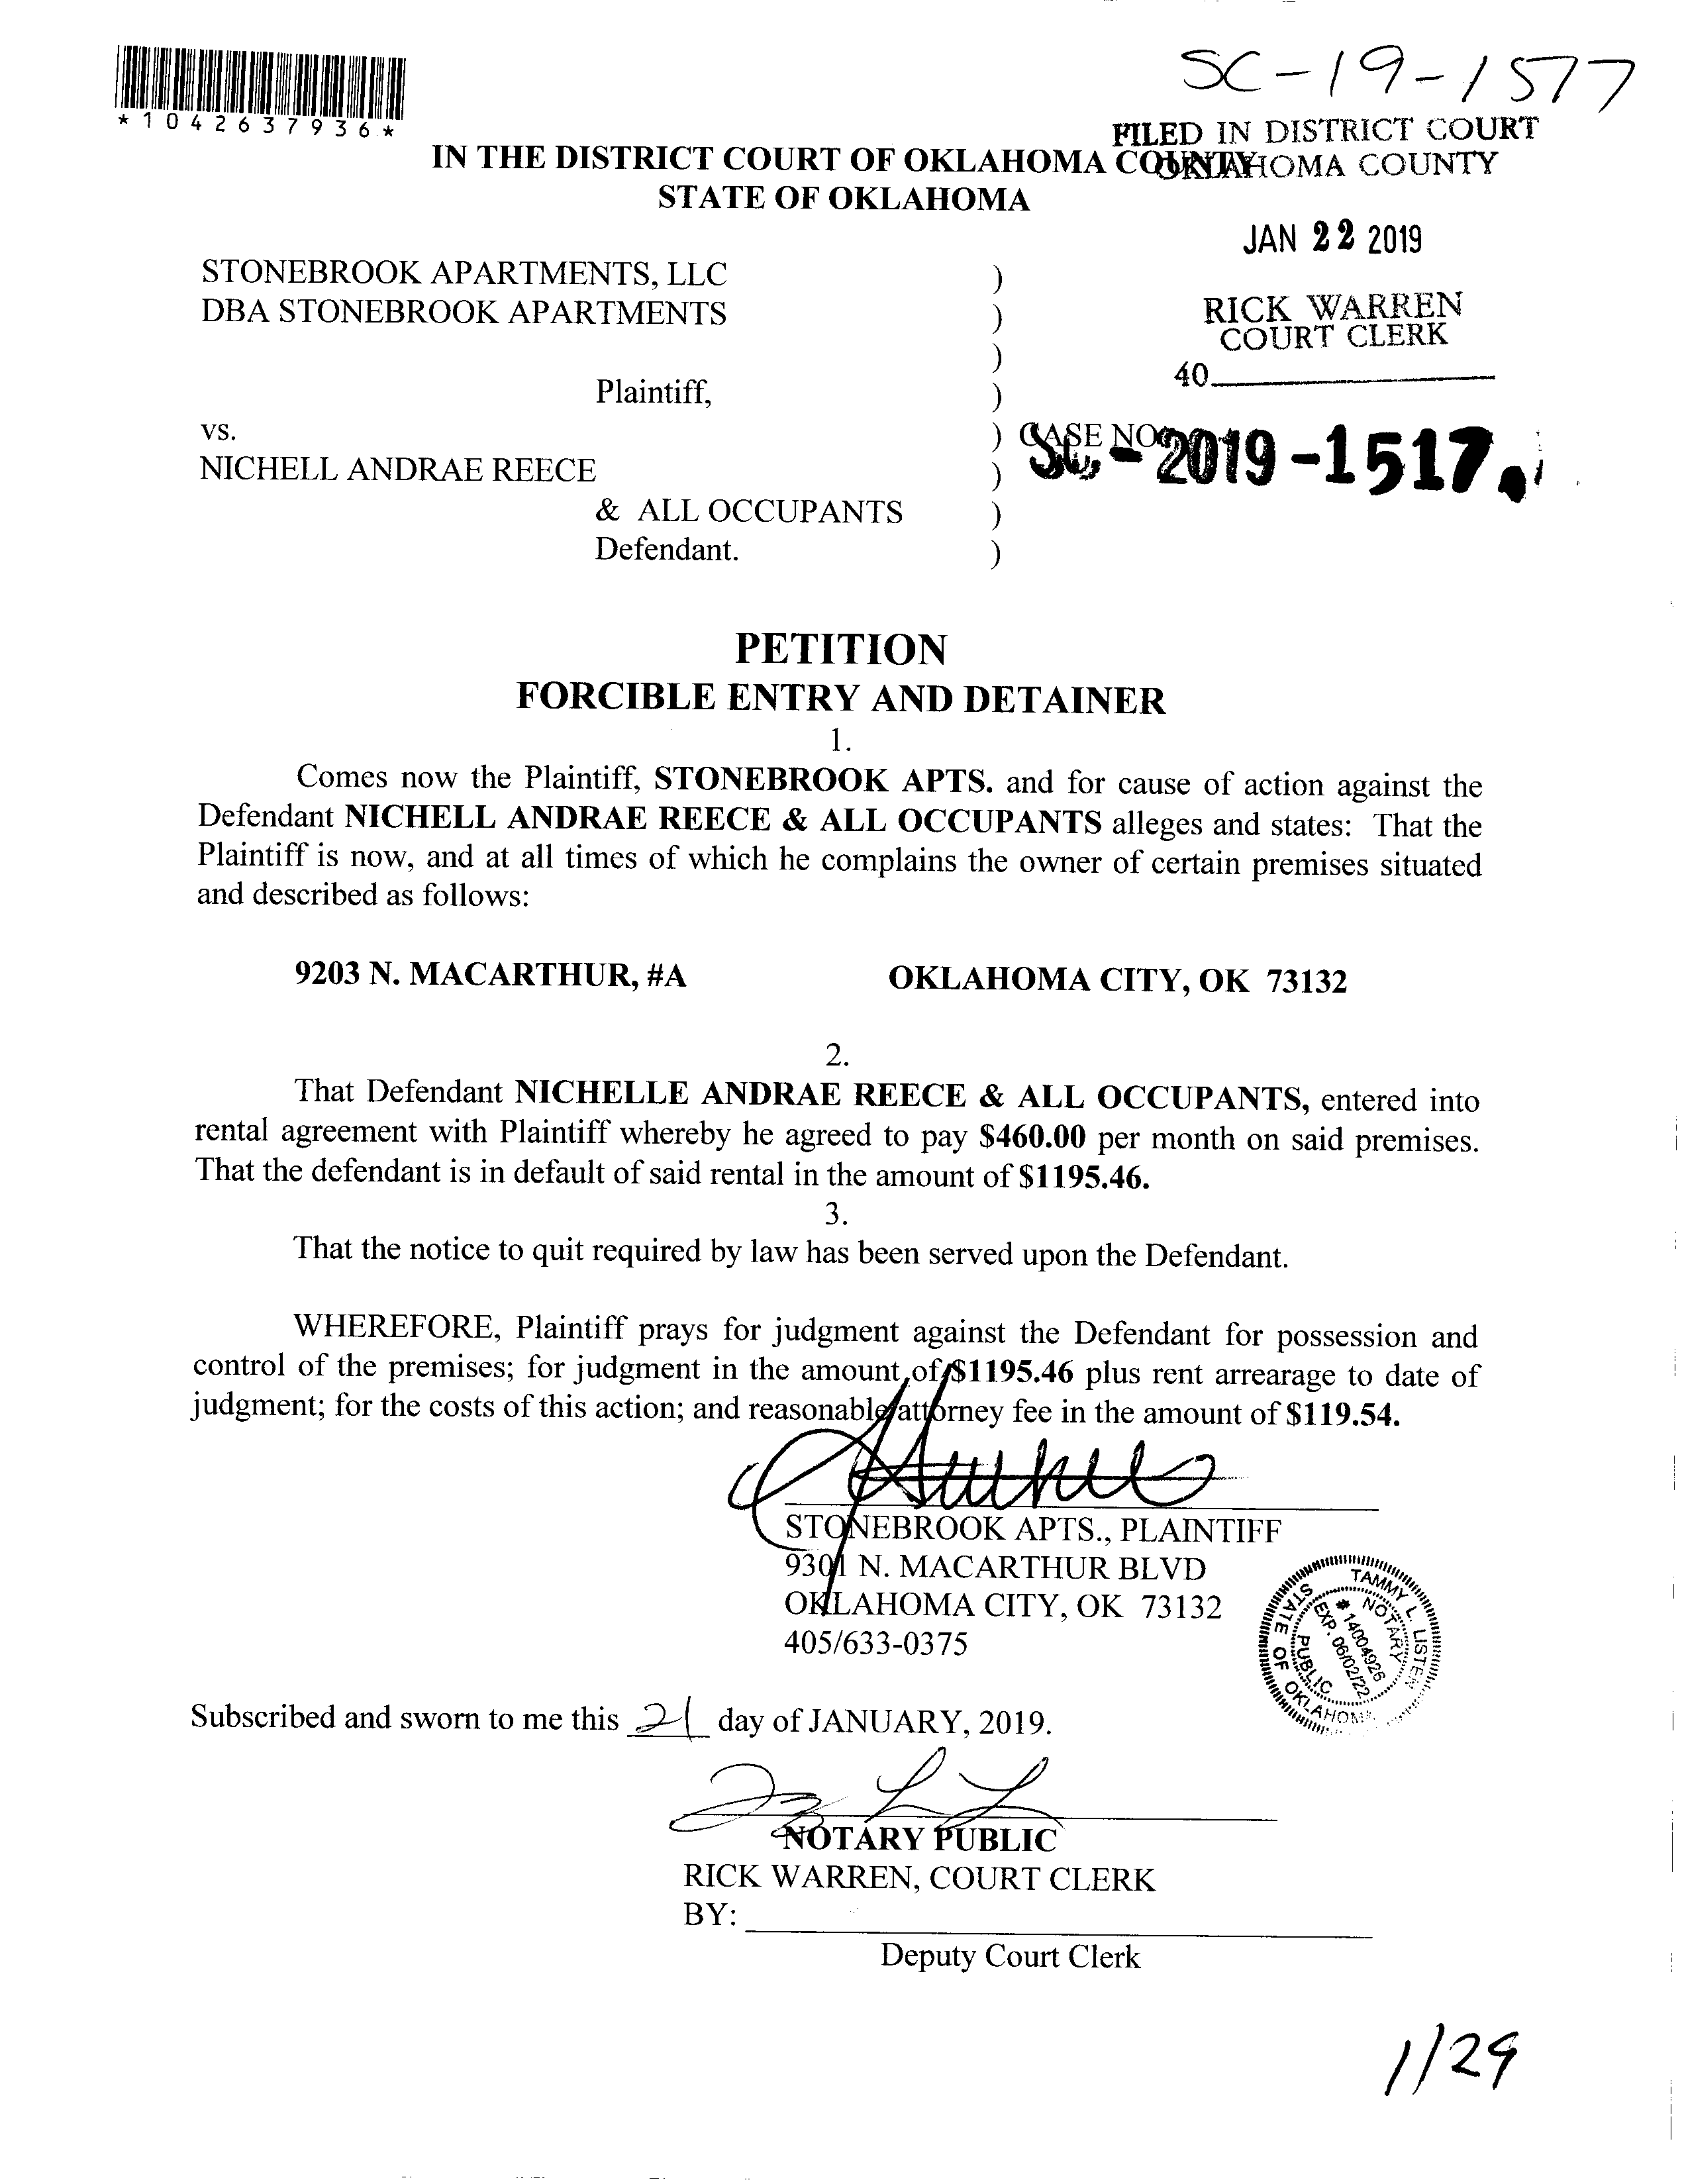 SC-19-1577
*1042637936*
FILED IN DISTRICT COURT
OKLAHOMA COUNTY
IN THE DISTRICT COURT OF OKLAHOMA COUNTY
STATE OF OKLAHOMA
JAN 22 2019
RICK WARREN
COURT CLERK
40
STONEBROOK APARTMENTS, LLC )
DBA STONEBROOK APARTMENTS )
)
Plaintiff, )
vs. ) CASE NO
SC-2019-1517
NICHELL ANDRAE REECE )
& ALL OCCUPANTS )
Defendant. )
PETITION
FORCIBLE ENTRY AND DETAINER
1.
Comes now the Plaintiff, STONEBROOK APTS. and for cause of action against the
Defendant NICHELL ANDRAE REECE & ALL OCCUPANTS alleges and states: That the
Plaintiff is now, and at all times of which he complains the owner of certain premises situated
and described as follows:
9203 N. MACARTHUR, #A OKLAHOMA CITY, OK 73132
2.
That Defendant NICHELLE ANDRAE REECE & ALL OCCUPANTS, entered into
rental agreement with Plaintiff whereby he agreed to pay $460.00 per month on said premises.
That the defendant is in default of said rental in the amount of $1195.46.
3.
That the notice to quit required by law has been served upon the Defendant.
WHEREFORE, Plaintiff prays for judgment against the Defendant for possession and
control of the premises; for judgment in the amount of $1195.46 plus rent arrearage to date of
judgment; for the costs of this action; and reasonable attorney fee in the amount of $119.54.
STONEBROOK APTS., PLAINTIFF
9301 N. MACARTHUR BLVD
OKLAHOMA CITY, OK 73132
405/633-0375
TAMMY L. LISTEN
NOTARY
# 14004926
EXP. 06/02/22
PUBLIC
STATE OF OKLAHOMA
Subscribed and sworn to me this 21 day of JANUARY, 2019.
NOTARY PUBLIC
RICK WARREN, COURT CLERK
BY:
Deputy Court Clerk
1/29